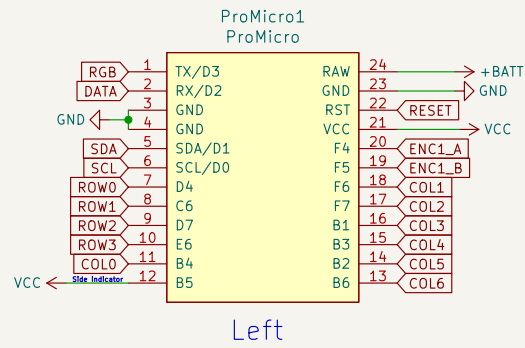 ProMicro1
ProMicro
RGB 1 TX/D3 RAW 24 +BATT
DATA 2 RX/D2 GND 23 GND
3 GND RST 22 RESET
GND 4 GND VCC 21 VCC
SDA 5 SDA/D1 F4 20 ENC1_A
SCL 6 SCL/D0 F5 19 ENC1_B
ROW0 7 D4 F6 18 COL1
ROW1 8 C6 F7 17 COL2
ROW2 9 D7 B1 16 COL3
ROW3 10 E6 B3 15 COL4
COL0 11 B4 B2 14 COL5
VCC Side Indicator 12 B5 B6 13 COL6
Left